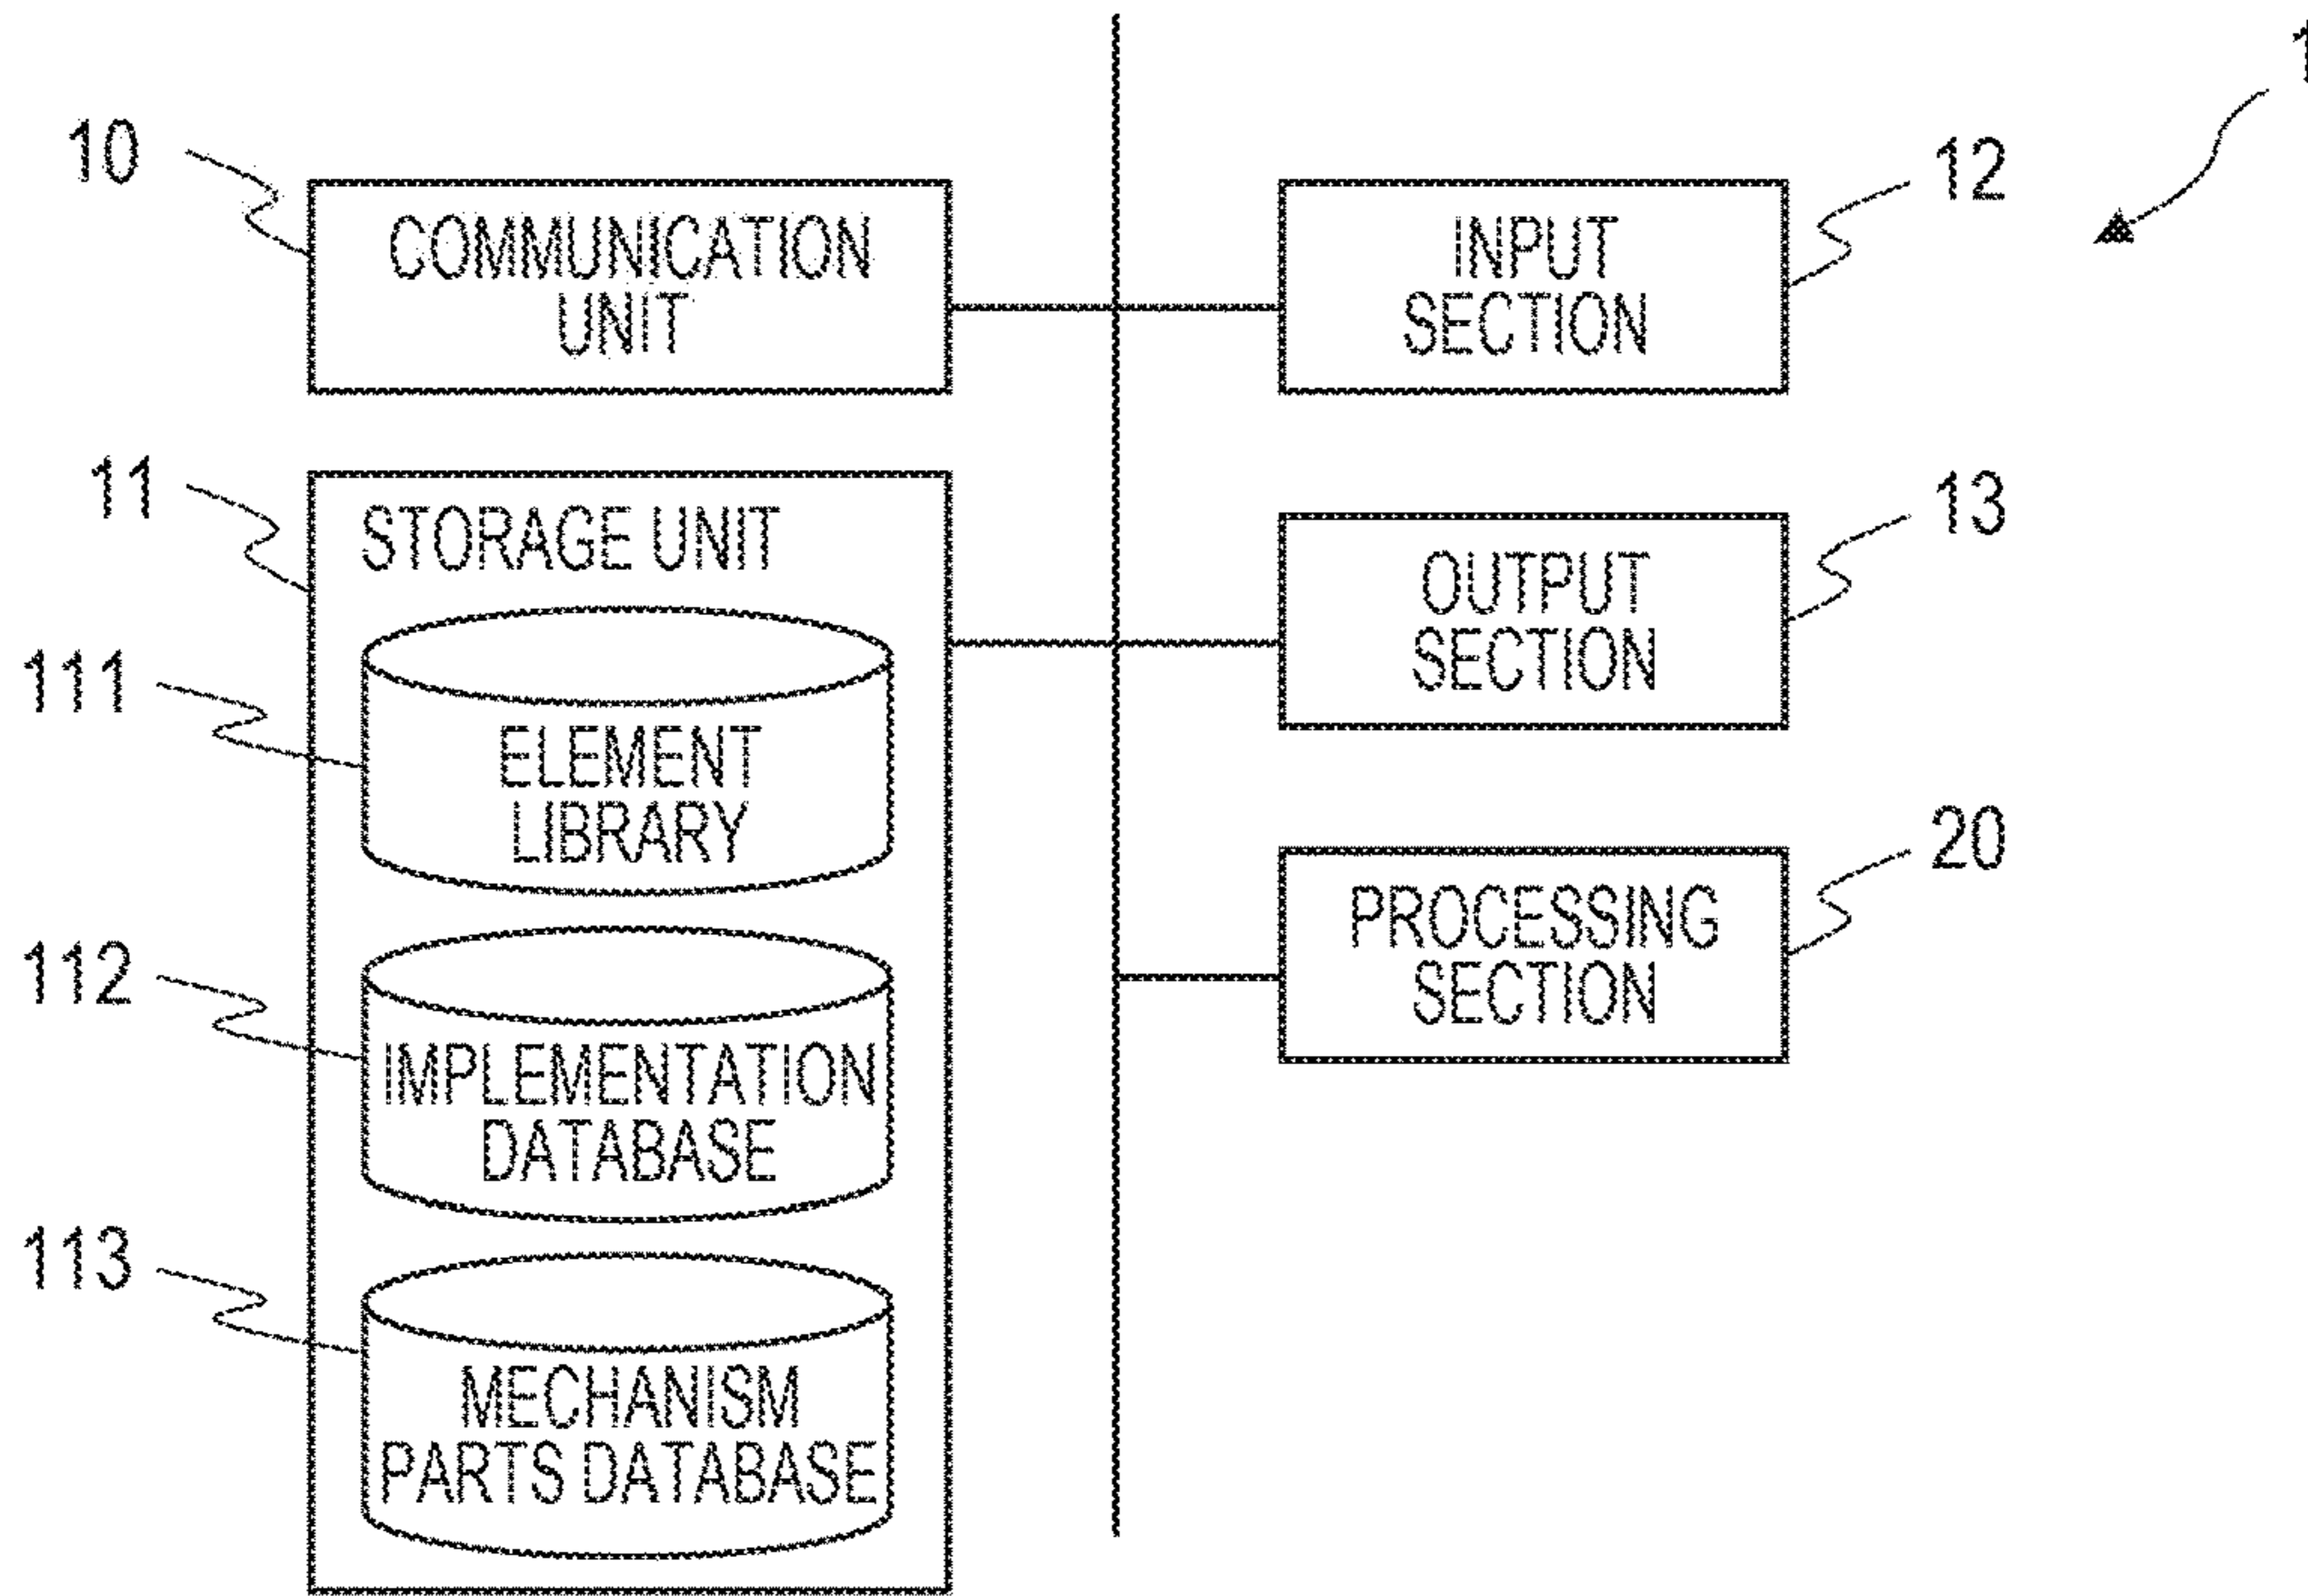 1
10
COMMUNICATION
UNIT
INPUT
SECTION
12
11
STORAGE UNIT
OUTPUT
SECTION
13
111
ELEMENT
LIBRARY
PROCESSING
SECTION
20
112
IMPLEMENTATION
DATABASE
113
MECHANISM
PARTS DATABASE